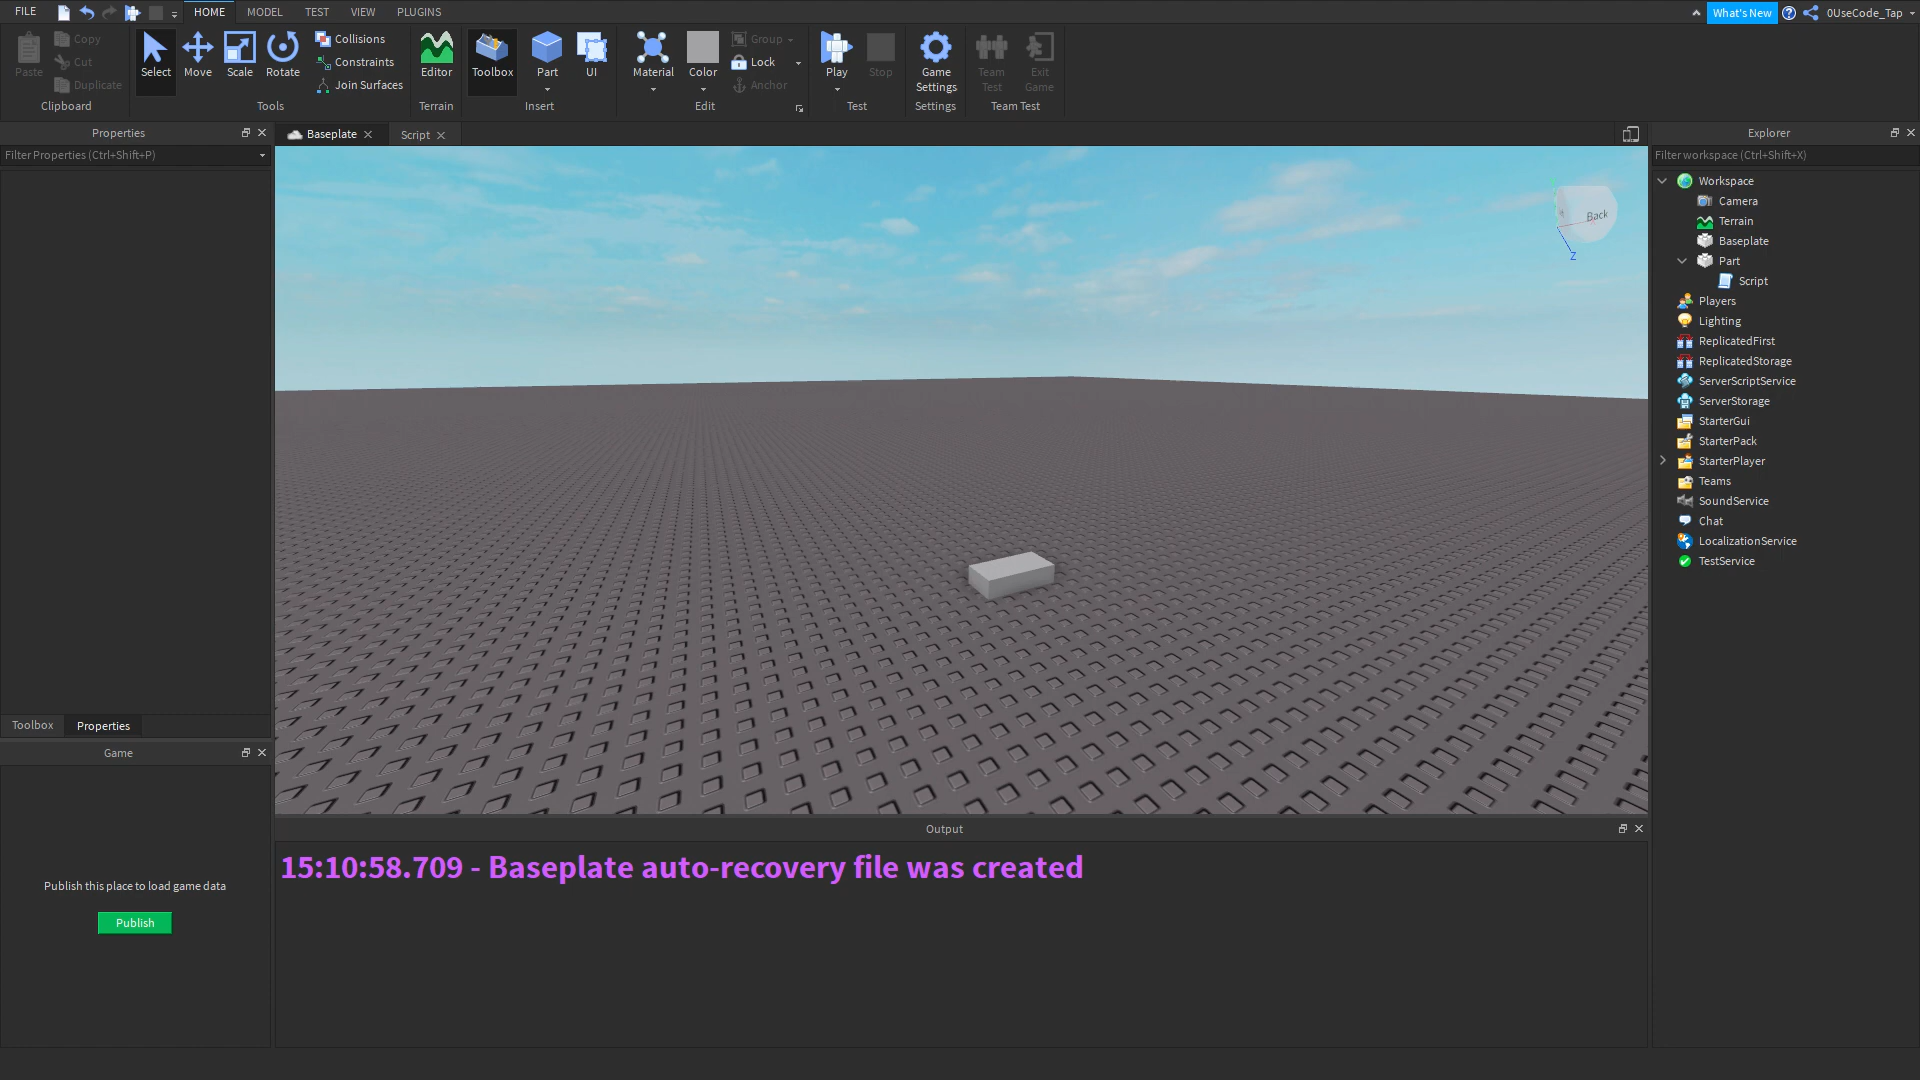 FILE HOME MODEL TEST VIEW PLUGINS What's New 0UseCode_Tap
Paste Copy Cut Duplicate Clipboard
Select Move Scale Rotate Collisions Constraints Join Surfaces Tools
Editor Terrain
Toolbox Part UI Insert
Material Color Group Lock Anchor Edit
Play Stop Test
Game Settings Settings
Team Test Exit Game Team Test
Properties
Filter Properties (Ctrl+Shift+P)
Toolbox Properties
Game
Publish this place to load game data
Publish
Baseplate Script
Back
Z
Output
15:10:58.709 - Baseplate auto-recovery file was created
Explorer
Filter workspace (Ctrl+Shift+X)
Workspace
Camera
Terrain
Baseplate
Part
Script
Players
Lighting
ReplicatedFirst
ReplicatedStorage
ServerScriptService
ServerStorage
StarterGui
StarterPack
StarterPlayer
Teams
SoundService
Chat
LocalizationService
TestService